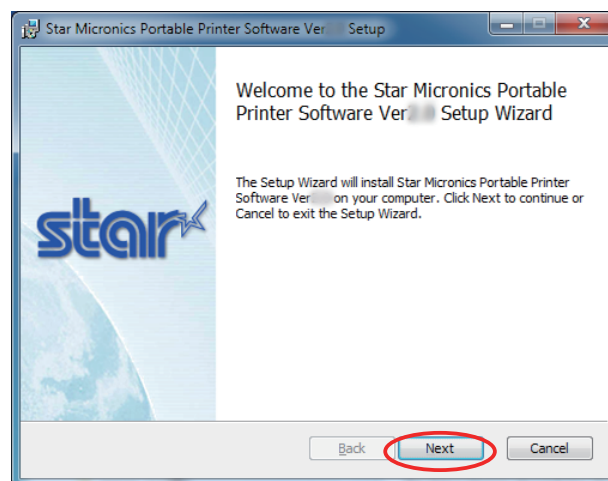 Star Micronics Portable Printer Software Ver Setup
Welcome to the Star Micronics Portable
Printer Software Ver Setup Wizard
The Setup Wizard will install Star Micronics Portable Printer
Software Ver on your computer. Click Next to continue or
Cancel to exit the Setup Wizard.
star
Back Next Cancel